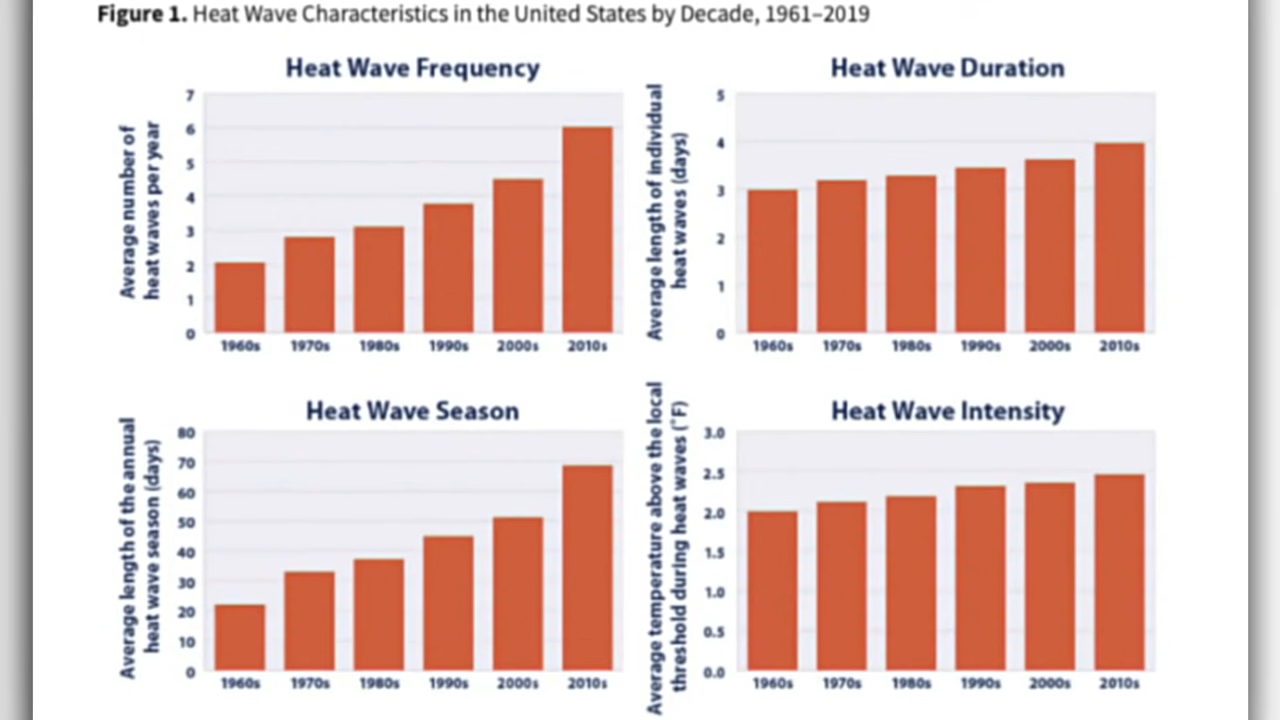 Figure 1. Heat Wave Characteristics in the United States by Decade, 1961–2019
Heat Wave Frequency
Average number of
heat waves per year
7
6
5
4
3
2
1
0
1960s 1970s 1980s 1990s 2000s 2010s
Heat Wave Duration
Average length of individual
heat waves (days)
5
4
3
2
1
0
1960s 1970s 1980s 1990s 2000s 2010s
Heat Wave Season
Average length of the annual
heat wave season (days)
80
70
60
50
40
30
20
10
0
1960s 1970s 1980s 1990s 2000s 2010s
Heat Wave Intensity
Average temperature above the local
threshold during heat waves (°F)
3.0
2.5
2.0
1.5
1.0
0.5
0.0
1960s 1970s 1980s 1990s 2000s 2010s